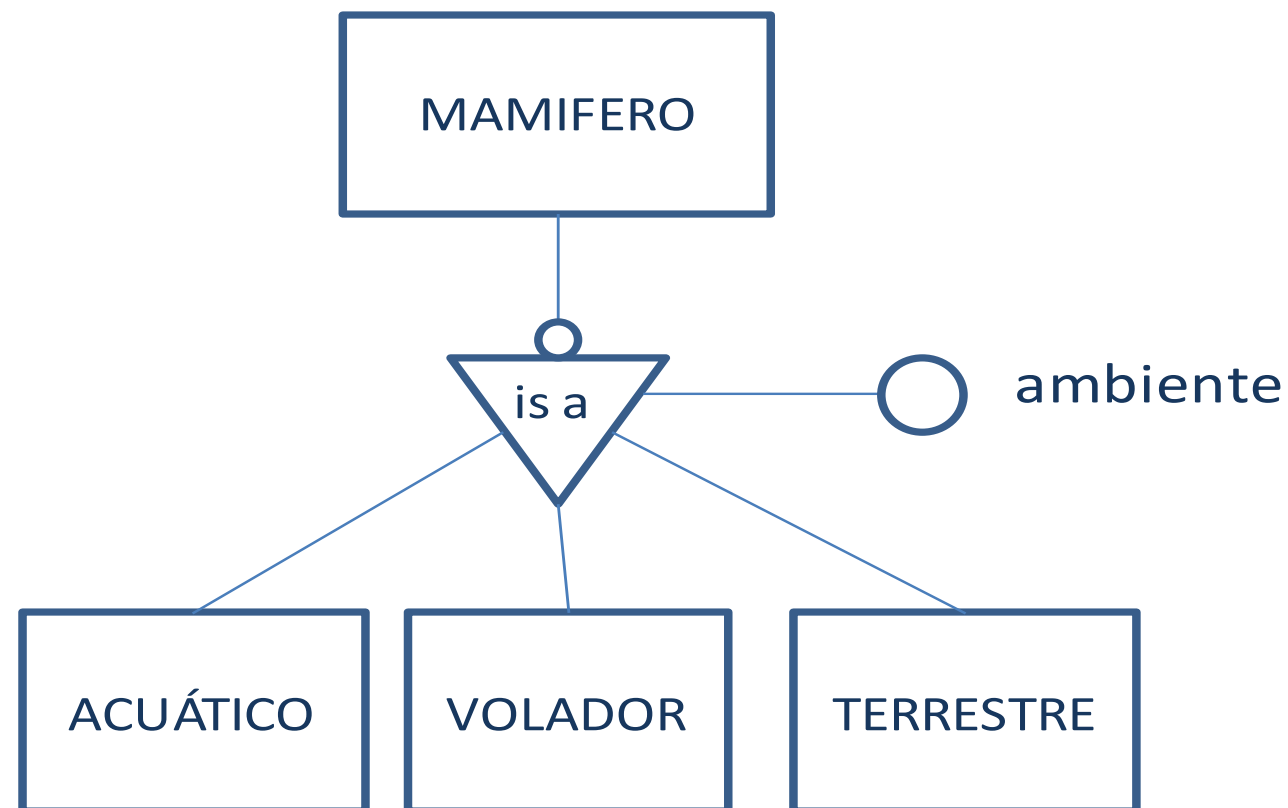 MAMIFERO
is a
ambiente
ACUÁTICO
VOLADOR
TERRESTRE